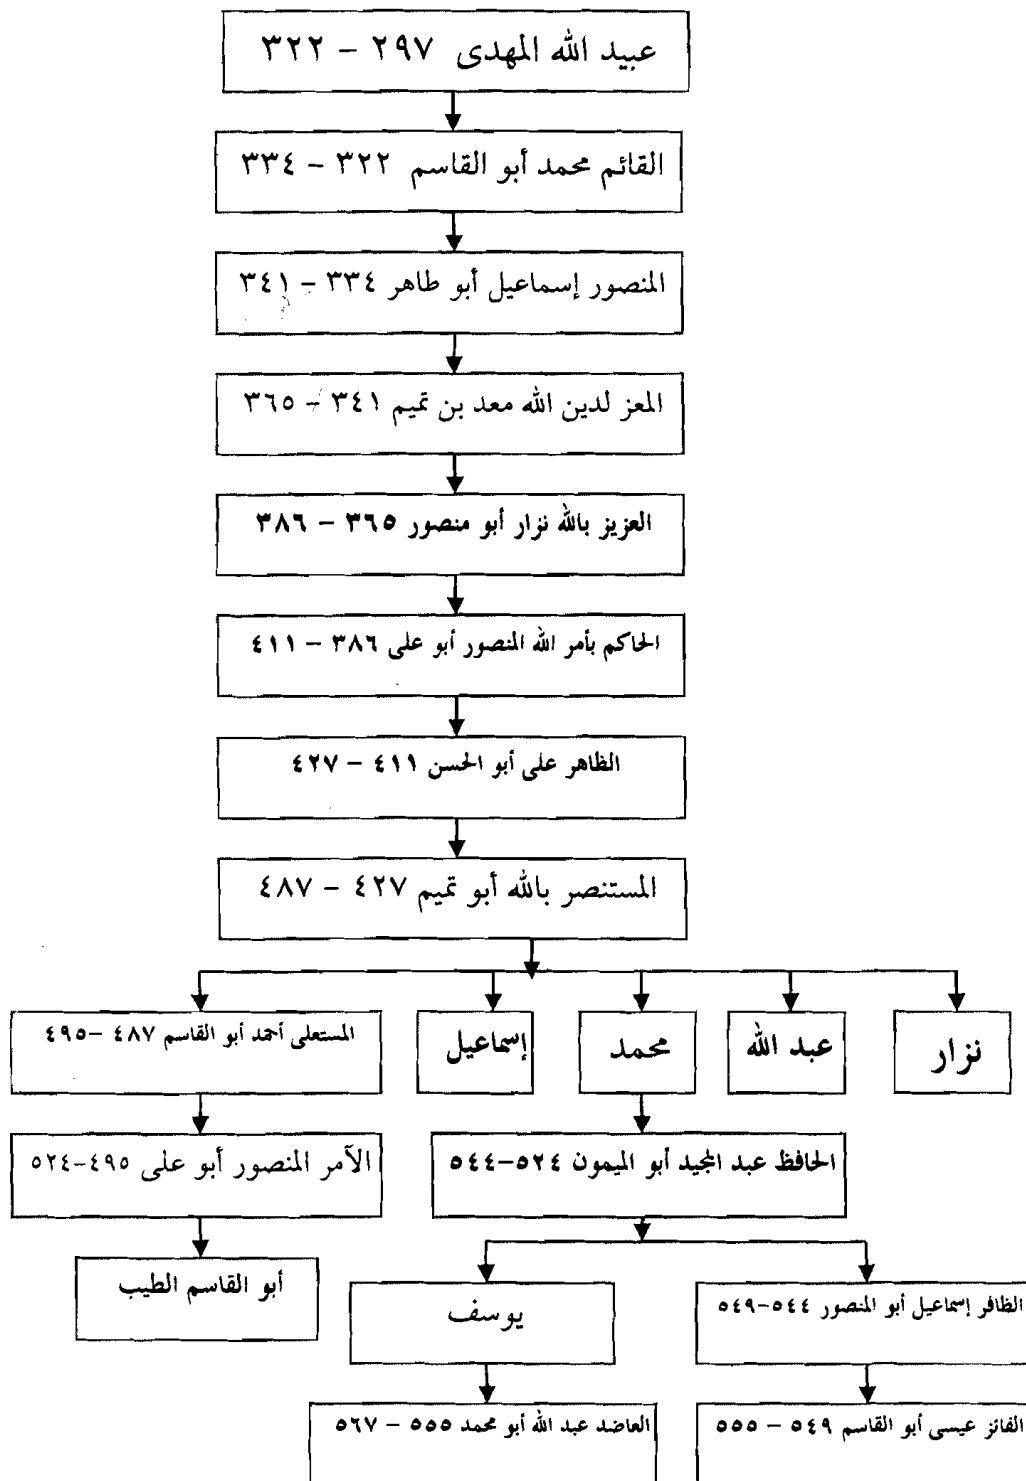 عبيد الله المهدى ٢٩٧ – ٣٢٢
القائم محمد أبو القاسم ٣٢٢ – ٣٣٤
المنصور إسماعيل أبو طاهر ٣٣٤ – ٣٤١
المعز لدين الله معد بن تميم ٣٤١ – ٣٦٥
العزيز بالله نزار أبو منصور ٣٦٥ – ٣٨٦
الحاكم بأمر الله المنصور أبو على ٣٨٦ – ٤١١
الظاهر على أبو الحسن ٤١١ – ٤٢٧
المستنصر بالله أبو تميم ٤٢٧ – ٤٨٧
نزار
عبد الله
محمد
إسماعيل
المستعلى أحمد أبو القاسم ٤٨٧ –٤٩٥
الحافظ عبد المجيد أبو الميمون ٥٢٤-٥٤٤
الآمر المنصور أبو على ٤٩٥-٥٢٤
الظافر إسماعيل أبو المنصور ٥٤٤-٥٤٩
يوسف
أبو القاسم الطيب
الفائز عيسى أبو القاسم ٥٤٩ – ٥٥٥
العاضد عبد الله أبو محمد ٥٥٥ – ٥٦٧